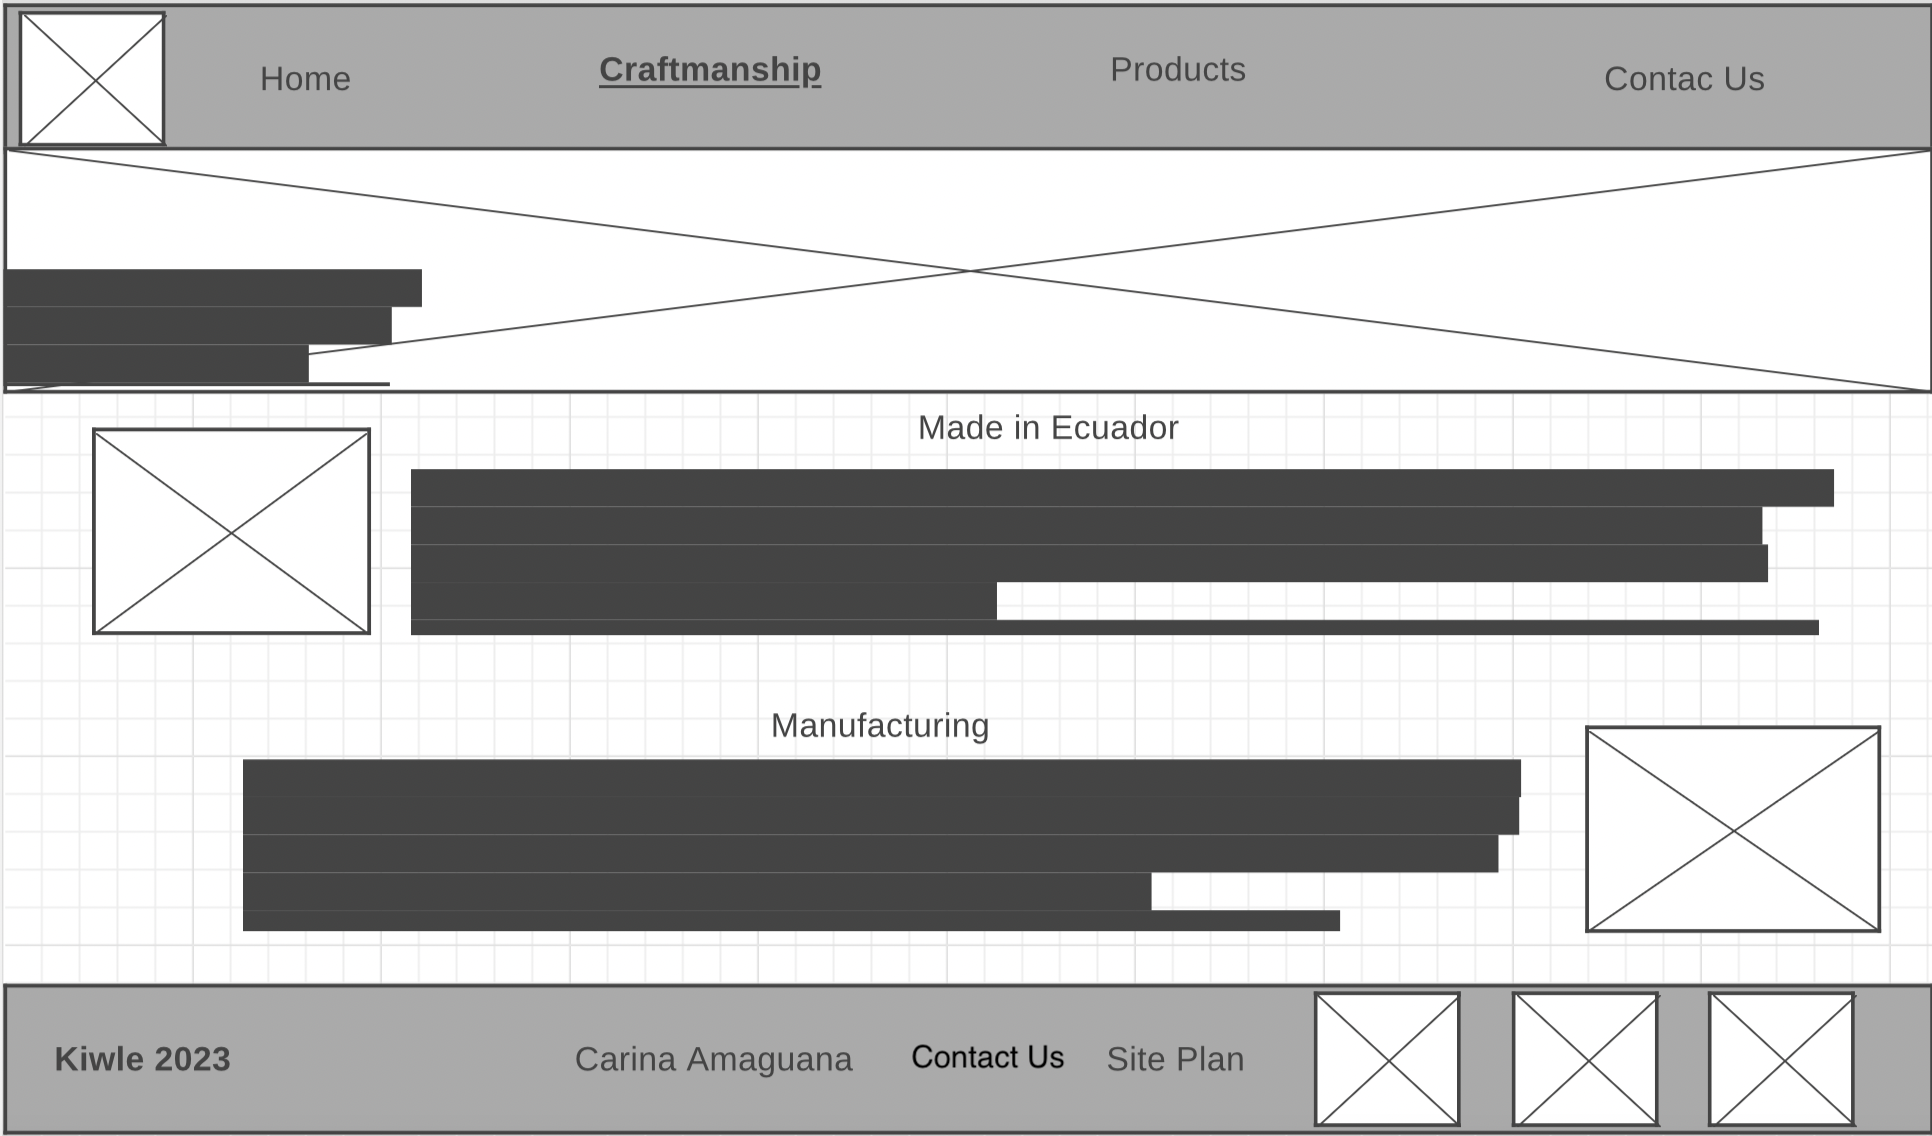 Home
Craftmanship
Products
Contac Us
Made in Ecuador
Manufacturing
Kiwle 2023
Carina Amaguana
Contact Us
Site Plan